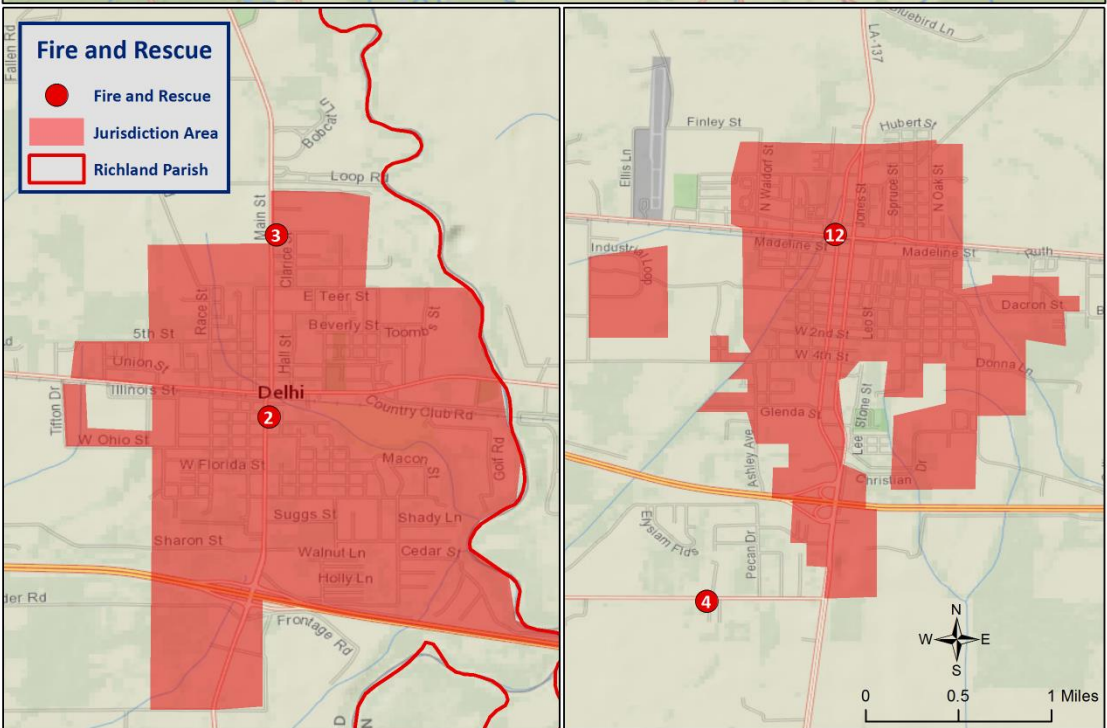 Fire and Rescue
Fire and Rescue
Jurisdiction Area
Richland Parish
Fallen Rd
Bobcat Ln
Loop Rd
Main St
3
Clarice St
E Teer St
Race St
Beverly St
Toomb's St
5th St
Hall St
Union St
Illinois St
Delhi
Tifton Dr
2
Country Club Rd
W Ohio St
W Florida St
Macon St
Golf Rd
Suggs St
Shady Ln
Sharon St
Walnut Ln
Cedar St
Holly Ln
der Rd
Frontage Rd
D
N
Bluebird Ln
LA-137
Finley St
Hubert St
Ellis Ln
N Waldorf St
Jones St
Spruce St
N Oak St
12
Industrial Loop
Madeline St
Madeline St
Ruth
Dacron St
B
Leo St
W 2nd St
W 4th St
Donna Ln
Glenda St
Lee Stone St
Ashley Ave
Christian Dr
Elysiam Flds
Pecan Dr
4
N
W E
S
0 0.5 1 Miles